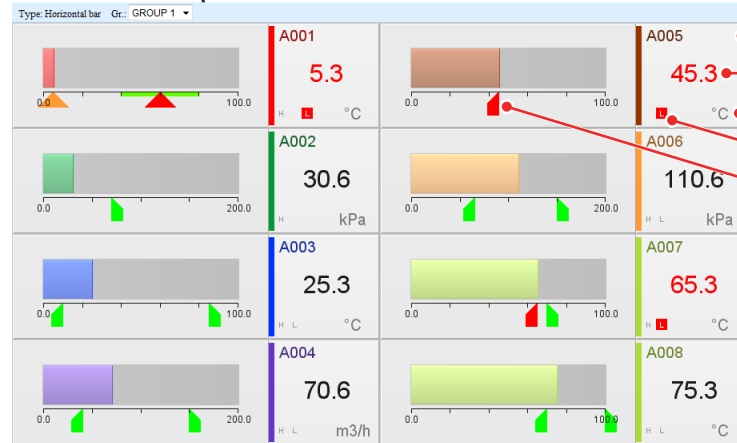 Type: Horizontal bar Gr.: GROUP 1
A001
5.3
H L °C
0.0 100.0
A005
45.3
L °C
0.0 100.0
A002
30.6
H kPa
0.0 200.0
A006
110.6
H L kPa
0.0 200.0
A003
25.3
H L °C
0.0 100.0
A007
65.3
H L °C
0.0 100.0
A004
70.6
H L m3/h
0.0 200.0
A008
75.3
H L °C
0.0 100.0